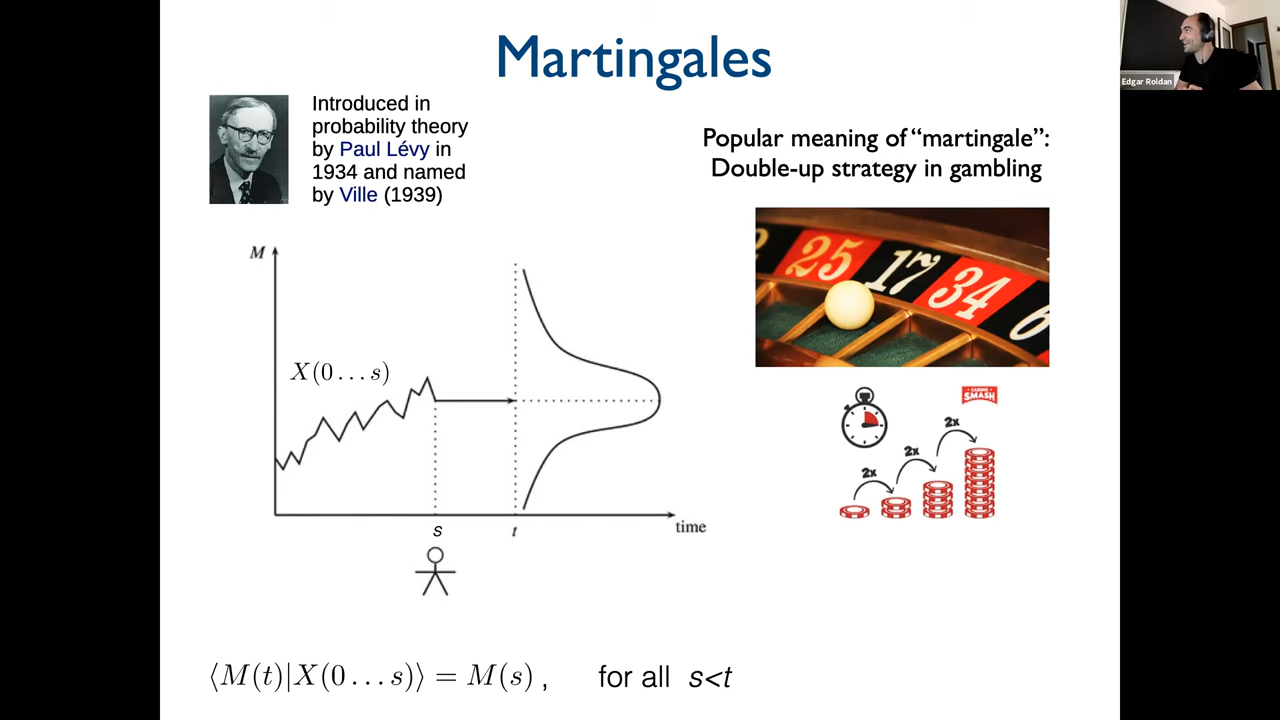 Martingales
Introduced in
probability theory
by Paul Lévy in
1934 and named
by Ville (1939)
Popular meaning of “martingale”:
Double-up strategy in gambling
25 17 34 6
M
X(0 . . . s)
s
t
time
SMASH
2x
2x
2x
⟨M(t)|X(0 . . . s)⟩ = M(s) , for all s<t
Edgar Roldan